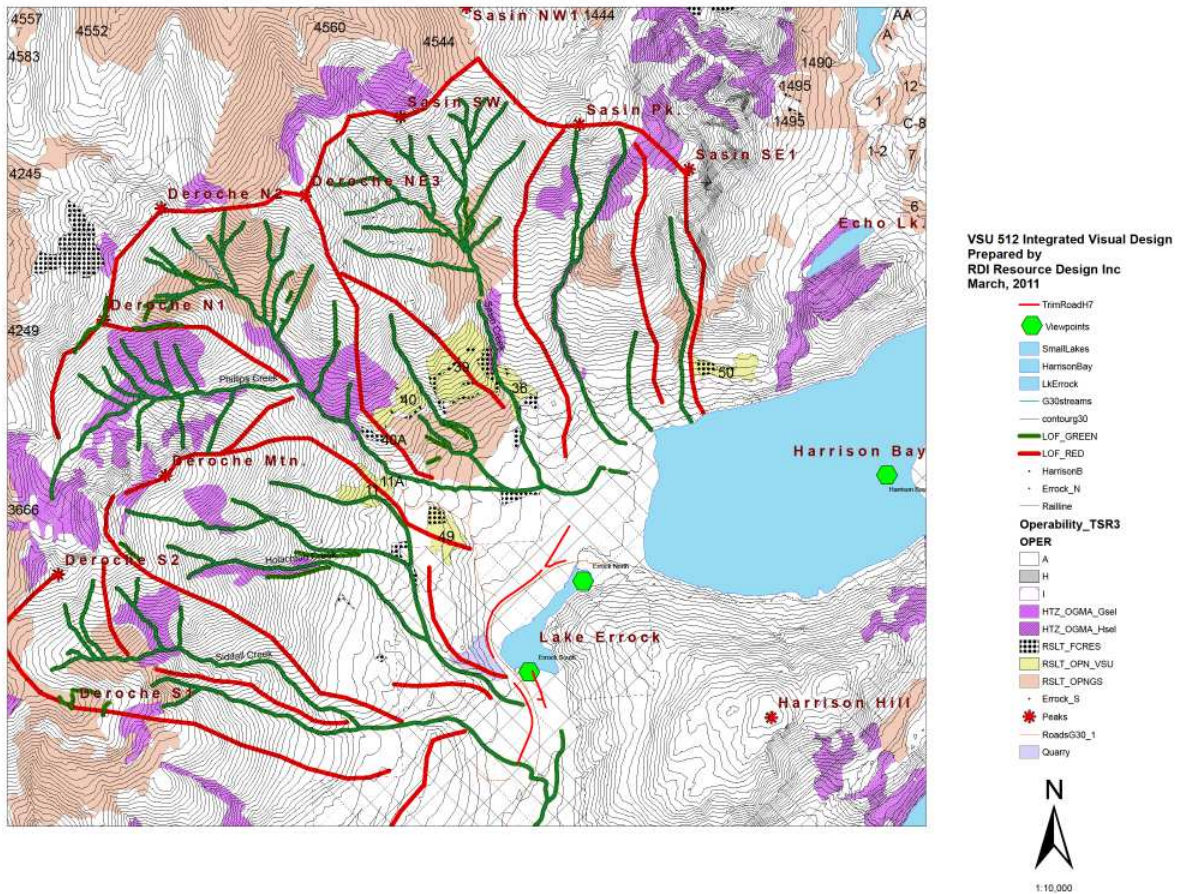 4557
4552
4560
4544
Sasin NW1
1444
AA
A
4583
1490
1495
12
1
1495
C-8
1-2
7
Sasin SW
Sasin Pk.
Sasin SE1
4245
Deroche N2
Deroche NE3
6
Echo Lk.
Deroche N1
4249
39
36
50
40
Phillips Creek
40A
Deroche Mtn.
11A
Harrison Bay
Harrison Bay
3666
49
Deroche S2
Errock North
Lake Errock
Errock South
Siddall Creek
Deroche S1
Harrison Hill
VSU 512 Integrated Visual Design
Prepared by
RDI Resource Design Inc
March, 2011
TrimRoadH7
Viewpoints
SmallLakes
HarrisonBay
LkErrock
G30streams
contourg30
LOF_GREEN
LOF_RED
HarrisonB
Errock_N
Railline
Operability_TSR3
OPER
A
H
I
HTZ_OGMA_Gsel
HTZ_OGMA_Hsel
RSLT_FCRES
RSLT_OPN_VSU
RSLT_OPNGS
Errock_S
Peaks
RoadsG30_1
Quarry
N
1:10,000